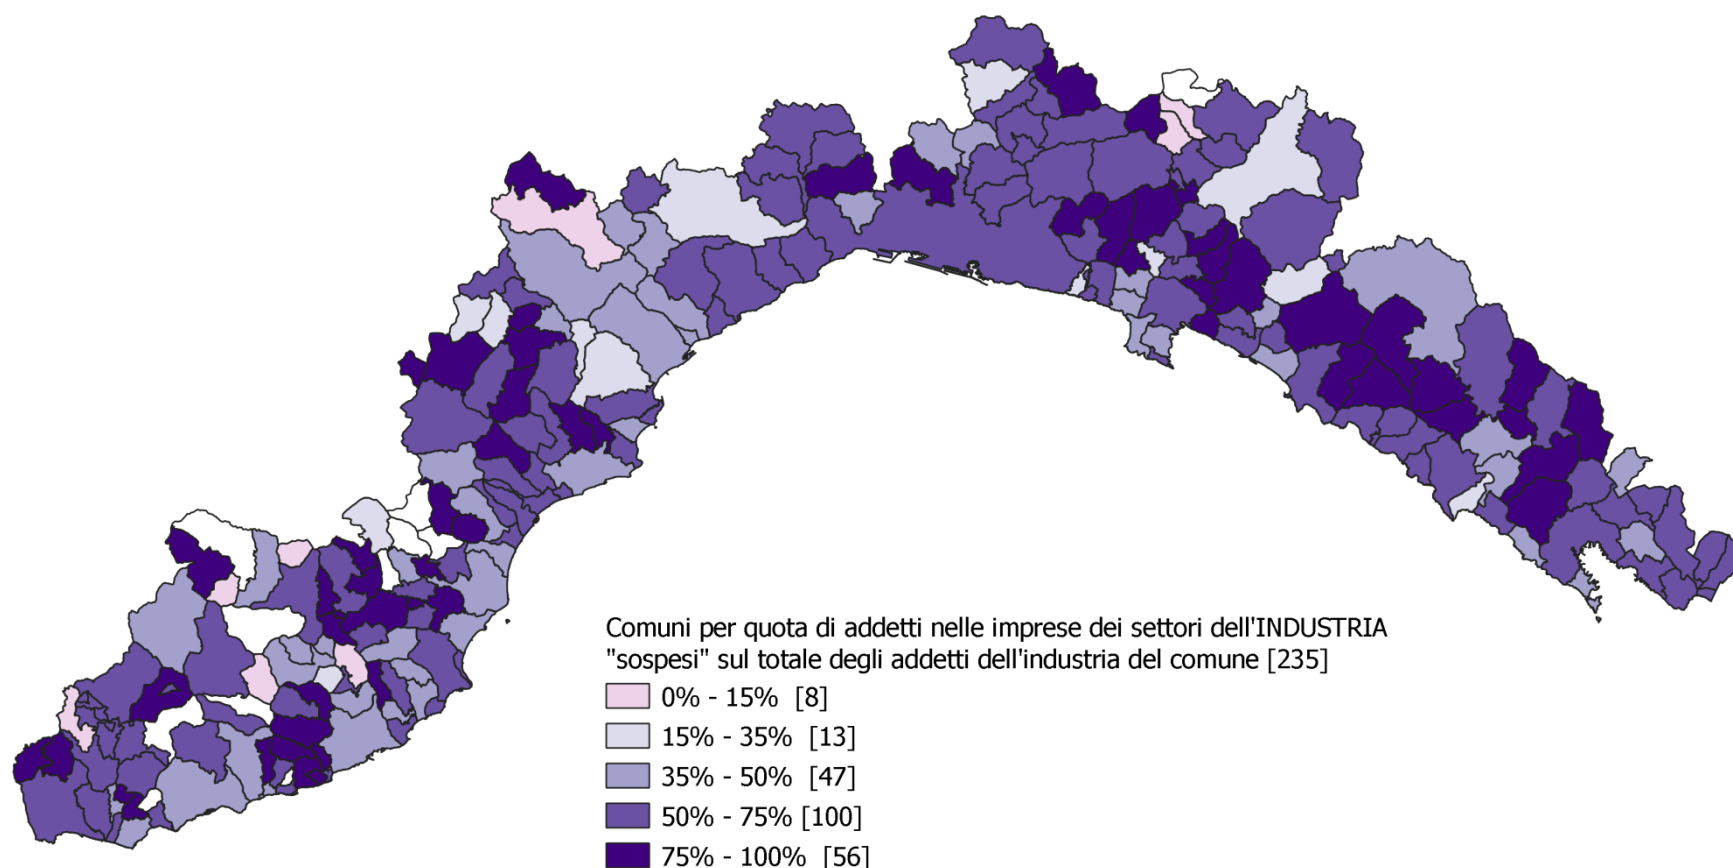 Comuni per quota di addetti nelle imprese dei settori dell'INDUSTRIA
"sospesi" sul totale degli addetti dell'industria del comune [235]
0% - 15% [8]
15% - 35% [13]
35% - 50% [47]
50% - 75% [100]
75% - 100% [56]